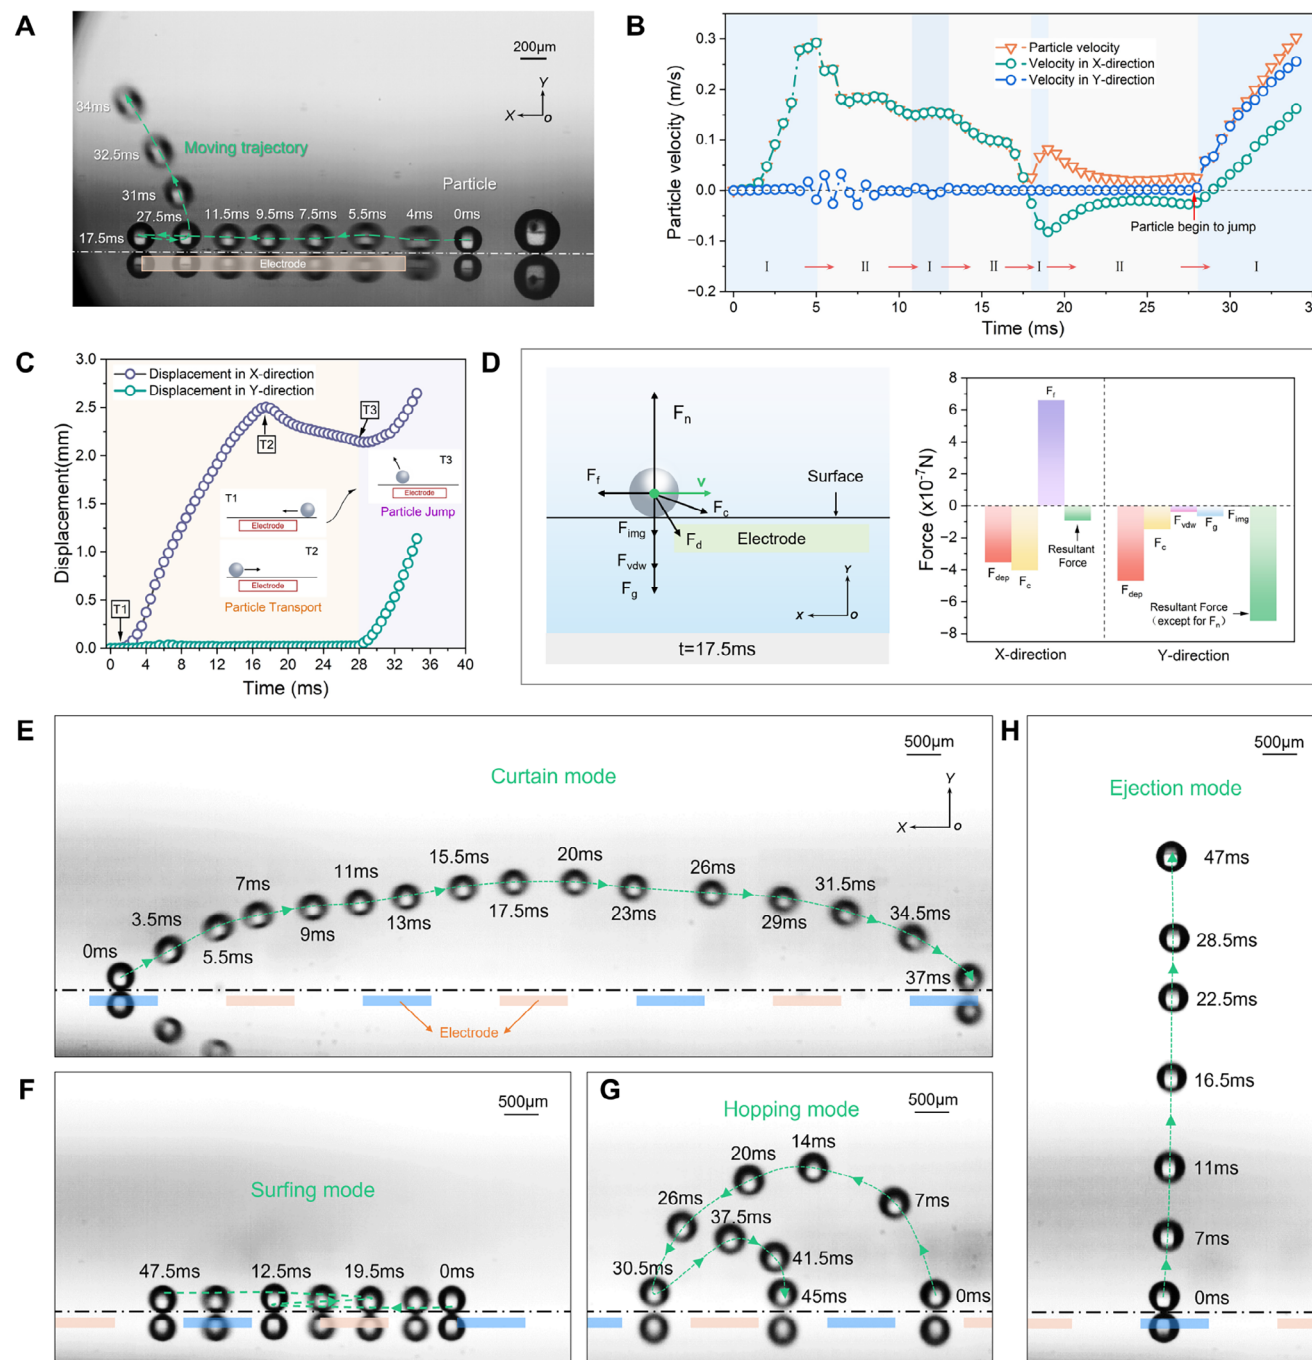 A
200μm
Y
X
o
34ms
Moving trajectory
32.5ms
Particle
31ms
27.5ms 11.5ms 9.5ms 7.5ms 5.5ms 4ms 0ms
17.5ms
Electrode
B
Particle velocity (m/s)
0.3
0.2
0.1
0.0
−0.1
−0.2
Particle velocity
Velocity in X-direction
Velocity in Y-direction
Particle begin to jump
I II I II I II I
0 5 10 15 20 25 30 35
Time (ms)
C
Displacement(mm)
3.0
2.5
2.0
1.5
1.0
0.5
0.0
Displacement in X-direction
Displacement in Y-direction
T2
T3
T1
T3
Electrode
Particle Jump
T1
Electrode
T2
Electrode
Particle Transport
0 4 8 12 16 20 24 28 32 36 40
Time (ms)
D
Fn
Ff
v
Surface
Fc
Fimg
Fd
Electrode
Fvdw
Fg
Y
X
o
t=17.5ms
Force (x10-7N)
8
6
4
2
0
−2
−4
−6
−8
Ff
Fdep
Fc
Resultant
Force
Fdep
Fc
Fvdw
Fg
Fimg
Resultant Force
(except for Fn)
X-direction
Y-direction
E
500μm
Curtain mode
Y
X
o
0ms
3.5ms
5.5ms
7ms
9ms
11ms
13ms
15.5ms
17.5ms
20ms
23ms
26ms
29ms
31.5ms
34.5ms
37ms
Electrode
F
500μm
Surfing mode
47.5ms 12.5ms 19.5ms 0ms
G
500μm
Hopping mode
14ms
20ms
26ms
7ms
37.5ms
30.5ms
41.5ms
45ms
0ms
H
500μm
Ejection mode
47ms
28.5ms
22.5ms
16.5ms
11ms
7ms
0ms